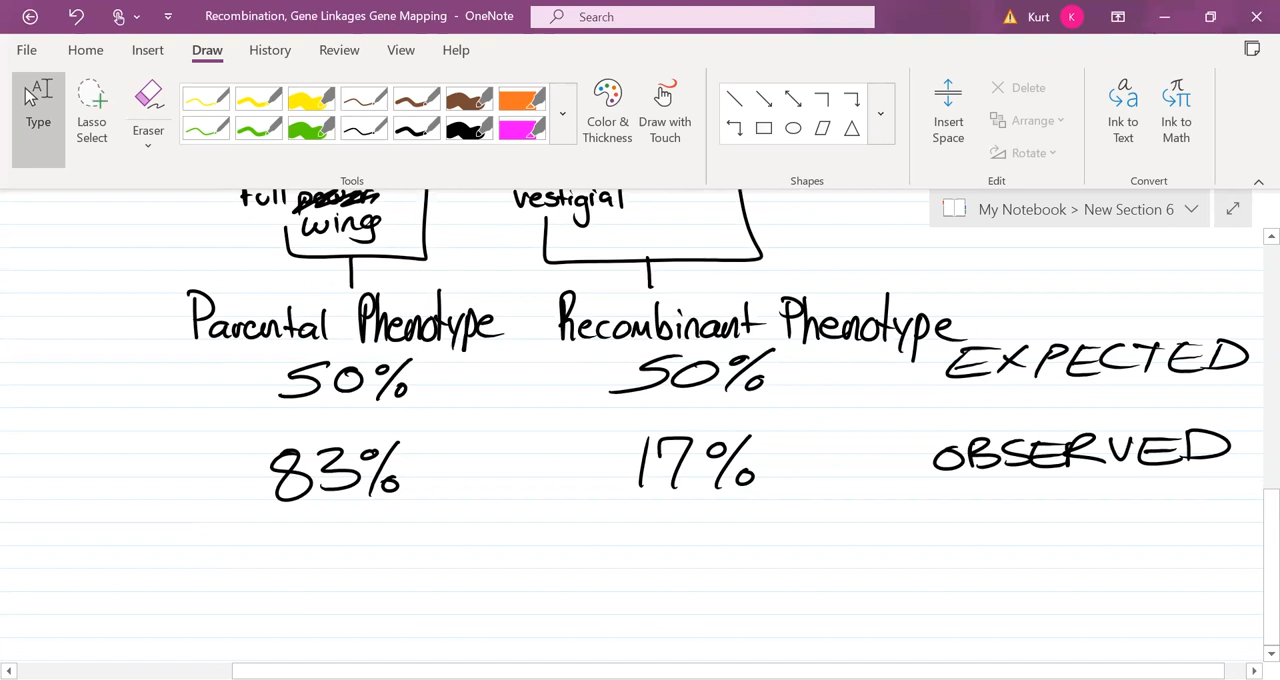 Recombination, Gene Linkages Gene Mapping - OneNote
Search
Kurt
K
File Home Insert Draw History Review View Help
Type
Lasso Select
Eraser
Color & Thickness
Draw with Touch
Insert Space
Delete
Arrange
Rotate
Ink to Text
Ink to Math
Tools
Shapes
Edit
Convert
My Notebook > New Section 6
full
vestigial
wings
Parental Phenotype Recombinant Phenotype
50% 50% EXPECTED
83% 17% OBSERVED